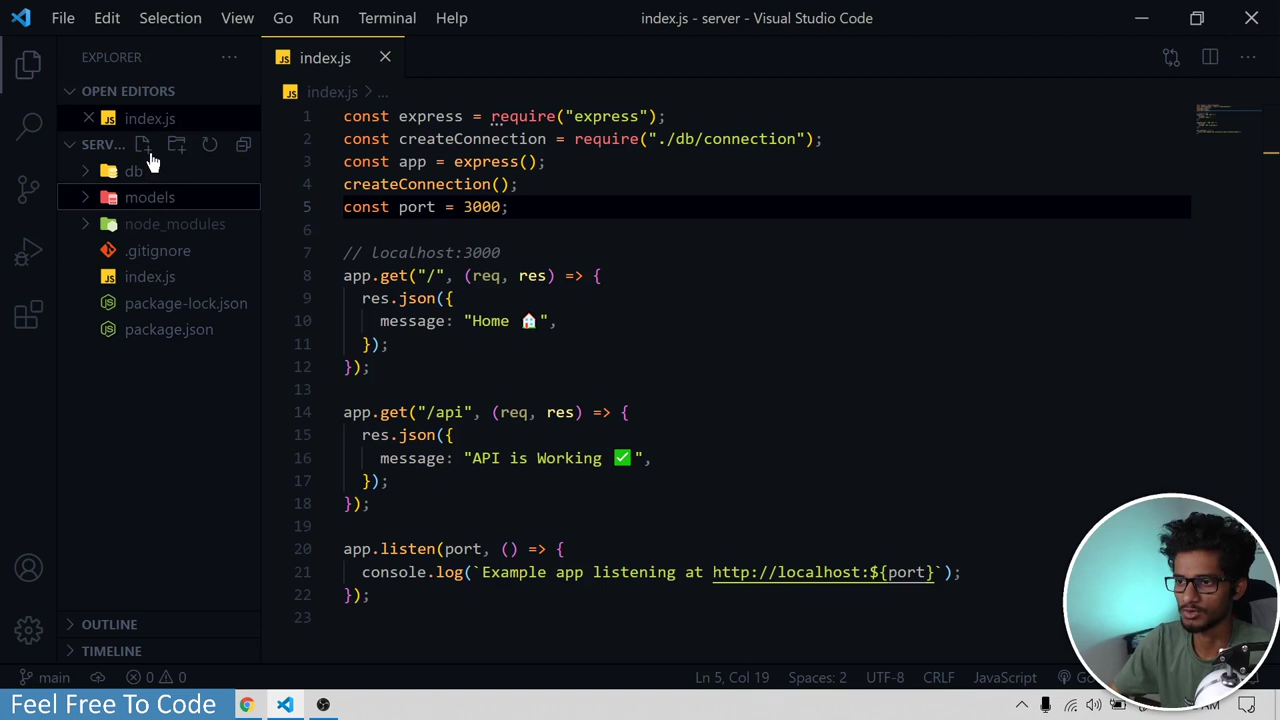 File Edit Selection View Go Run Terminal Help
index.js - server - Visual Studio Code
EXPLORER
OPEN EDITORS
JS index.js
SERV...
db
models
node_modules
.gitignore
JS index.js
package-lock.json
package.json
OUTLINE
TIMELINE
JS index.js
JS index.js > ...
1 const express = require("express");
2 const createConnection = require("./db/connection");
3 const app = express();
4 createConnection();
5 const port = 3000;
6
7 // localhost:3000
8 app.get("/", (req, res) => {
9 res.json({
10 message: "Home 🏠",
11 });
12 });
13
14 app.get("/api", (req, res) => {
15 res.json({
16 message: "API is Working ✅",
17 });
18 });
19
20 app.listen(port, () => {
21 console.log(`Example app listening at http://localhost:${port}`);
22 });
23
main 0 0 Ln 5, Col 19 Spaces: 2 UTF-8 CRLF JavaScript
Feel Free To Code